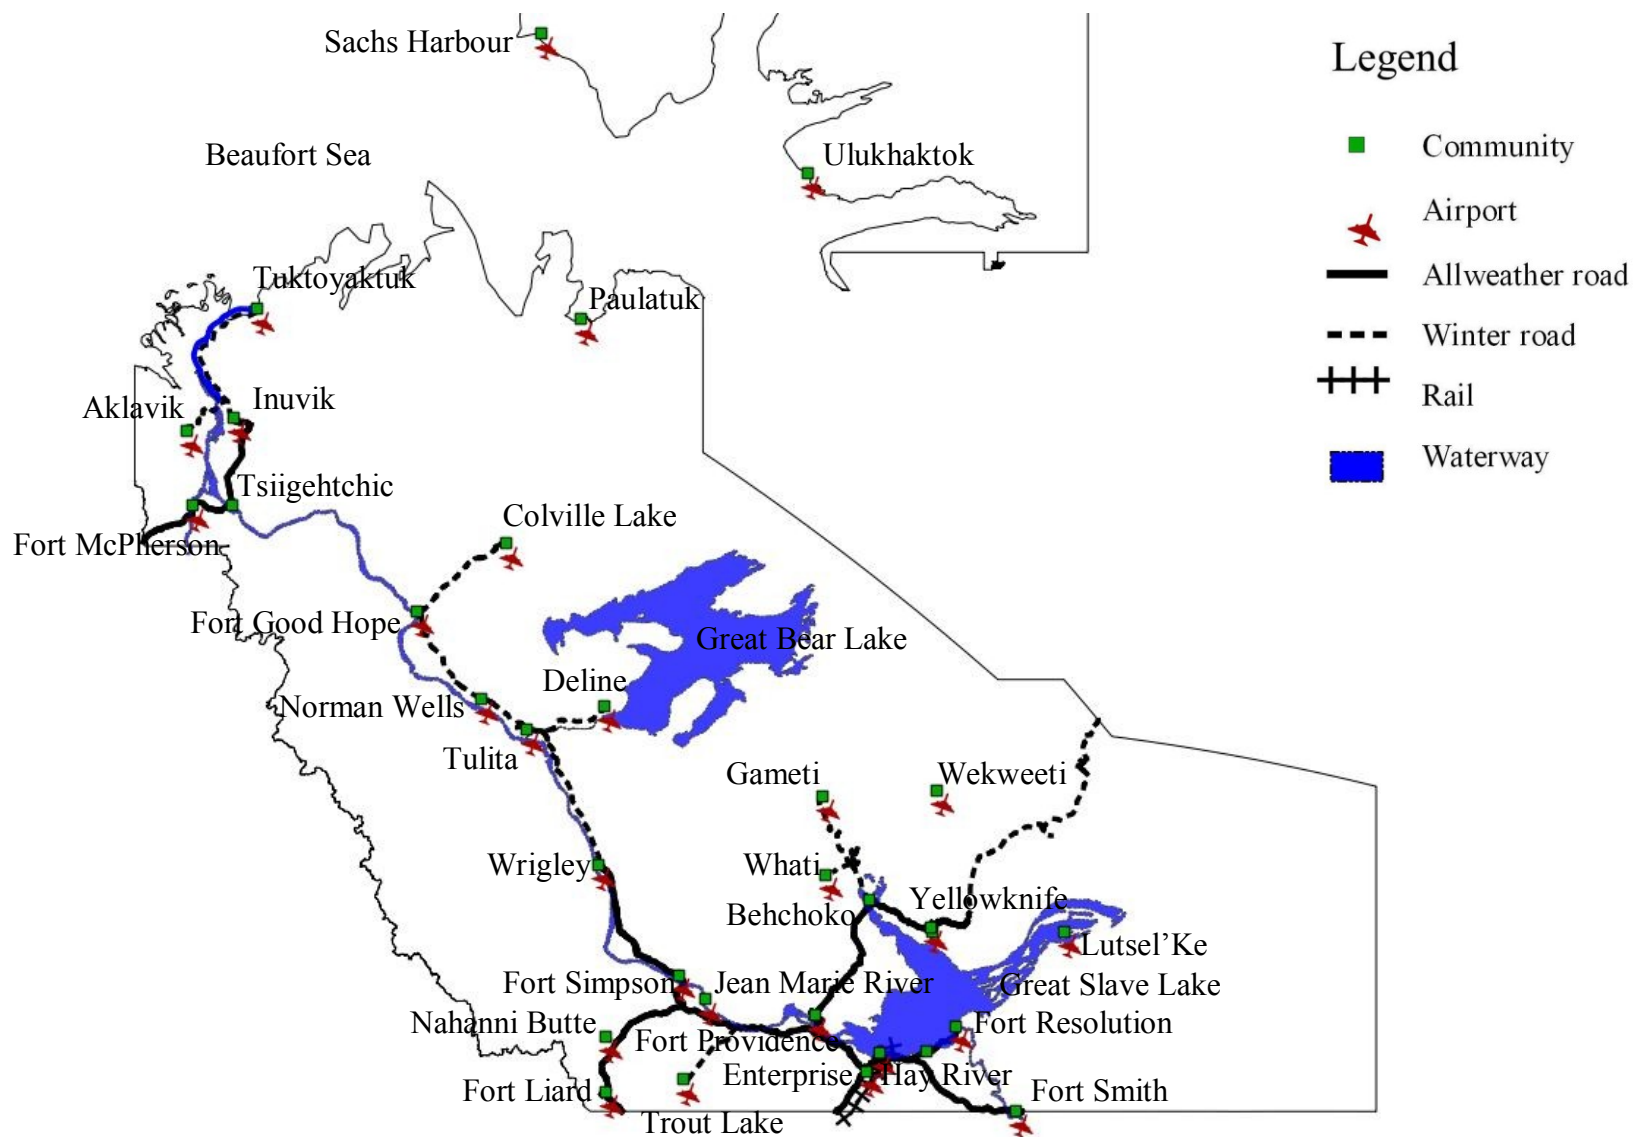 Sachs Harbour
Legend
Community
Beaufort Sea
Ulukhaktok
Airport
Allweather road
Tuktoyaktuk
Paulatuk
Winter road
Rail
Aklavik
Inuvik
Waterway
Tsiigehtchic
Colville Lake
Fort McPherson
Fort Good Hope
Great Bear Lake
Deline
Norman Wells
Tulita
Gameti
Wekweeti
Wrigley
Whati
Yellowknife
Behchoko
Lutsel’Ke
Fort Simpson
Jean Marie River
Great Slave Lake
Nahanni Butte
Fort Resolution
Fort Providence
Enterprise
Hay River
Fort Liard
Fort Smith
Trout Lake